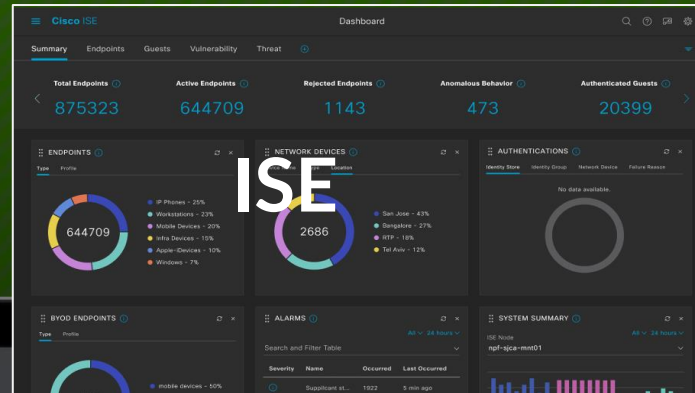 Cisco ISE
Dashboard
Summary Endpoints Guests Vulnerability Threat
Total Endpoints Active Endpoints Rejected Endpoints Anomalous Behavior Authenticated Guests
875323 644709 1143 473 20399
ISE
ENDPOINTS
Type Profile
644709
IP Phones - 25%
Workstations - 23%
Mobile Devices - 20%
Infra Devices - 15%
Apple-iDevices - 10%
Windows - 7%
NETWORK DEVICES
Location
2686
San Jose - 43%
Bangalore - 27%
RTP - 18%
Tel Aviv - 12%
AUTHENTICATIONS
Identity Store Identity Group Network Device Failure Reason
No data available.
BYOD ENDPOINTS
Type Profile
mobile devices - 50%
ALARMS
All 24 hours
Search and Filter Table
Severity Name Occurred Last Occurred
Supplicant st... 1922 5 min ago
SYSTEM SUMMARY
All 24 hours
ISE Node
npf-sjca-mnt01